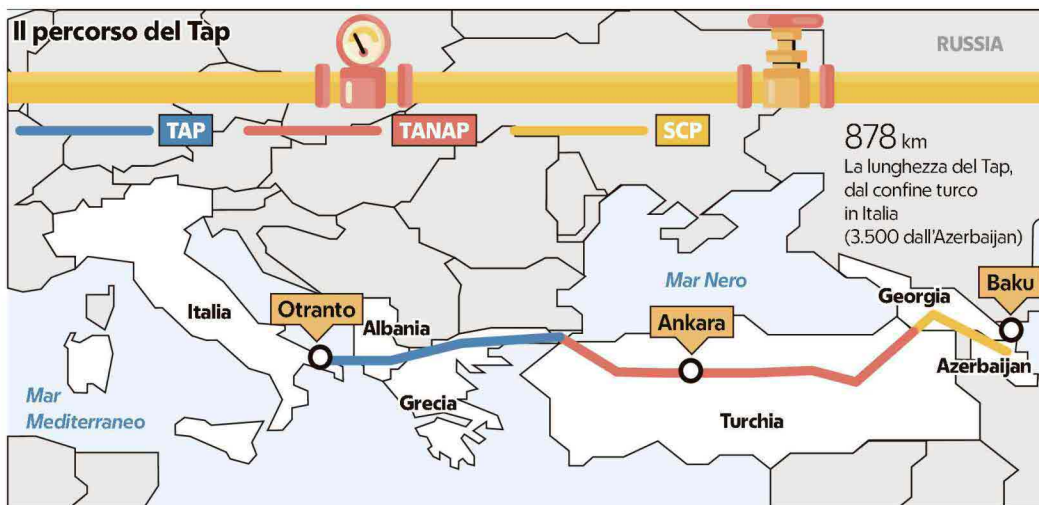 Il percorso del Tap
RUSSIA
TAP
TANAP
SCP
878 km
La lunghezza del Tap,
dal confine turco
in Italia
(3.500 dall'Azerbaijan)
Mar Nero
Georgia
Baku
Otranto
Italia
Albania
Ankara
Azerbaijan
Mar
Mediterraneo
Grecia
Turchia